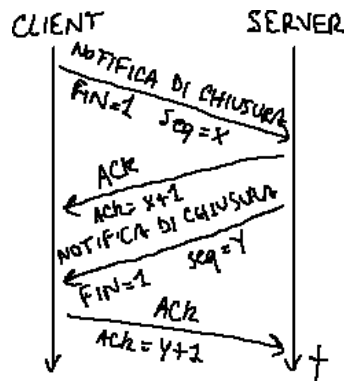 CLIENT SERVER
NOTIFICA DI CHIUSURA
FIN=1 Seq=X
ACK
ACK=X+1
NOTIFICA DI CHIUSURA
FIN=1 seq=Y
ACK
ACK=Y+1
t